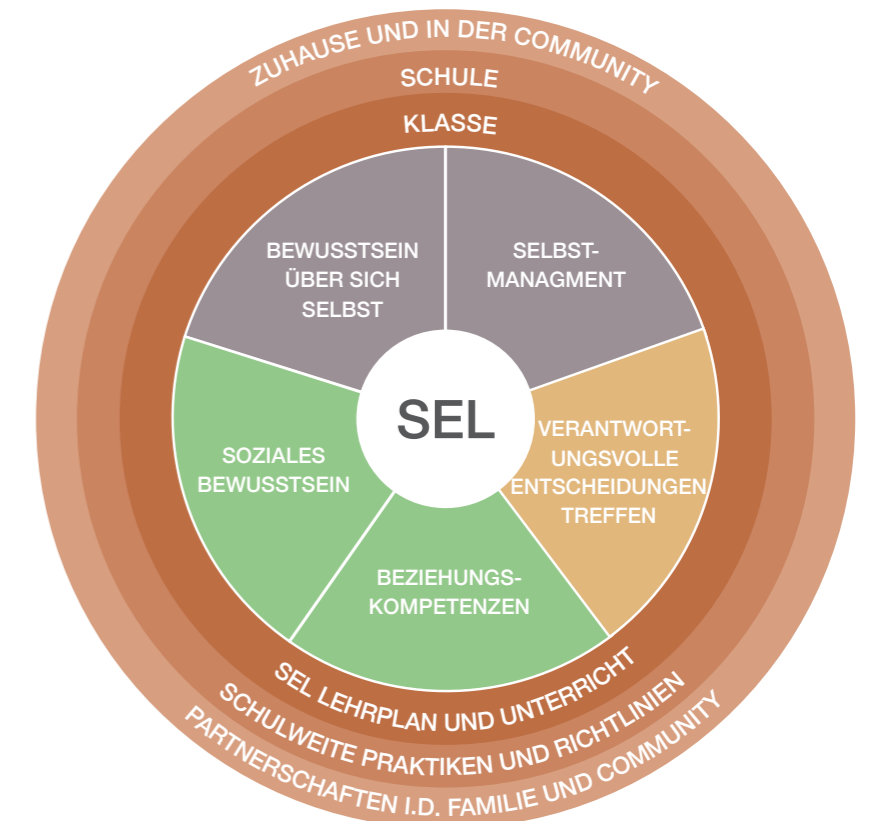 ZUHAUSE UND IN DER COMMUNITY
SCHULE
KLASSE
BEWUSSTSEIN
ÜBER SICH
SELBST
SELBST-
MANAGMENT
SEL
SOZIALES
BEWUSSTSEIN
VERANTWORT-
UNGSVOLLE
ENTSCHEIDUNGEN
TREFFEN
BEZIEHUNGS-
KOMPETENZEN
SEL LEHRPLAN UND UNTERRICHT
SCHULWEITE PRAKTIKEN UND RICHTLINIEN
PARTNERSCHAFTEN I.D. FAMILIE UND COMMUNITY